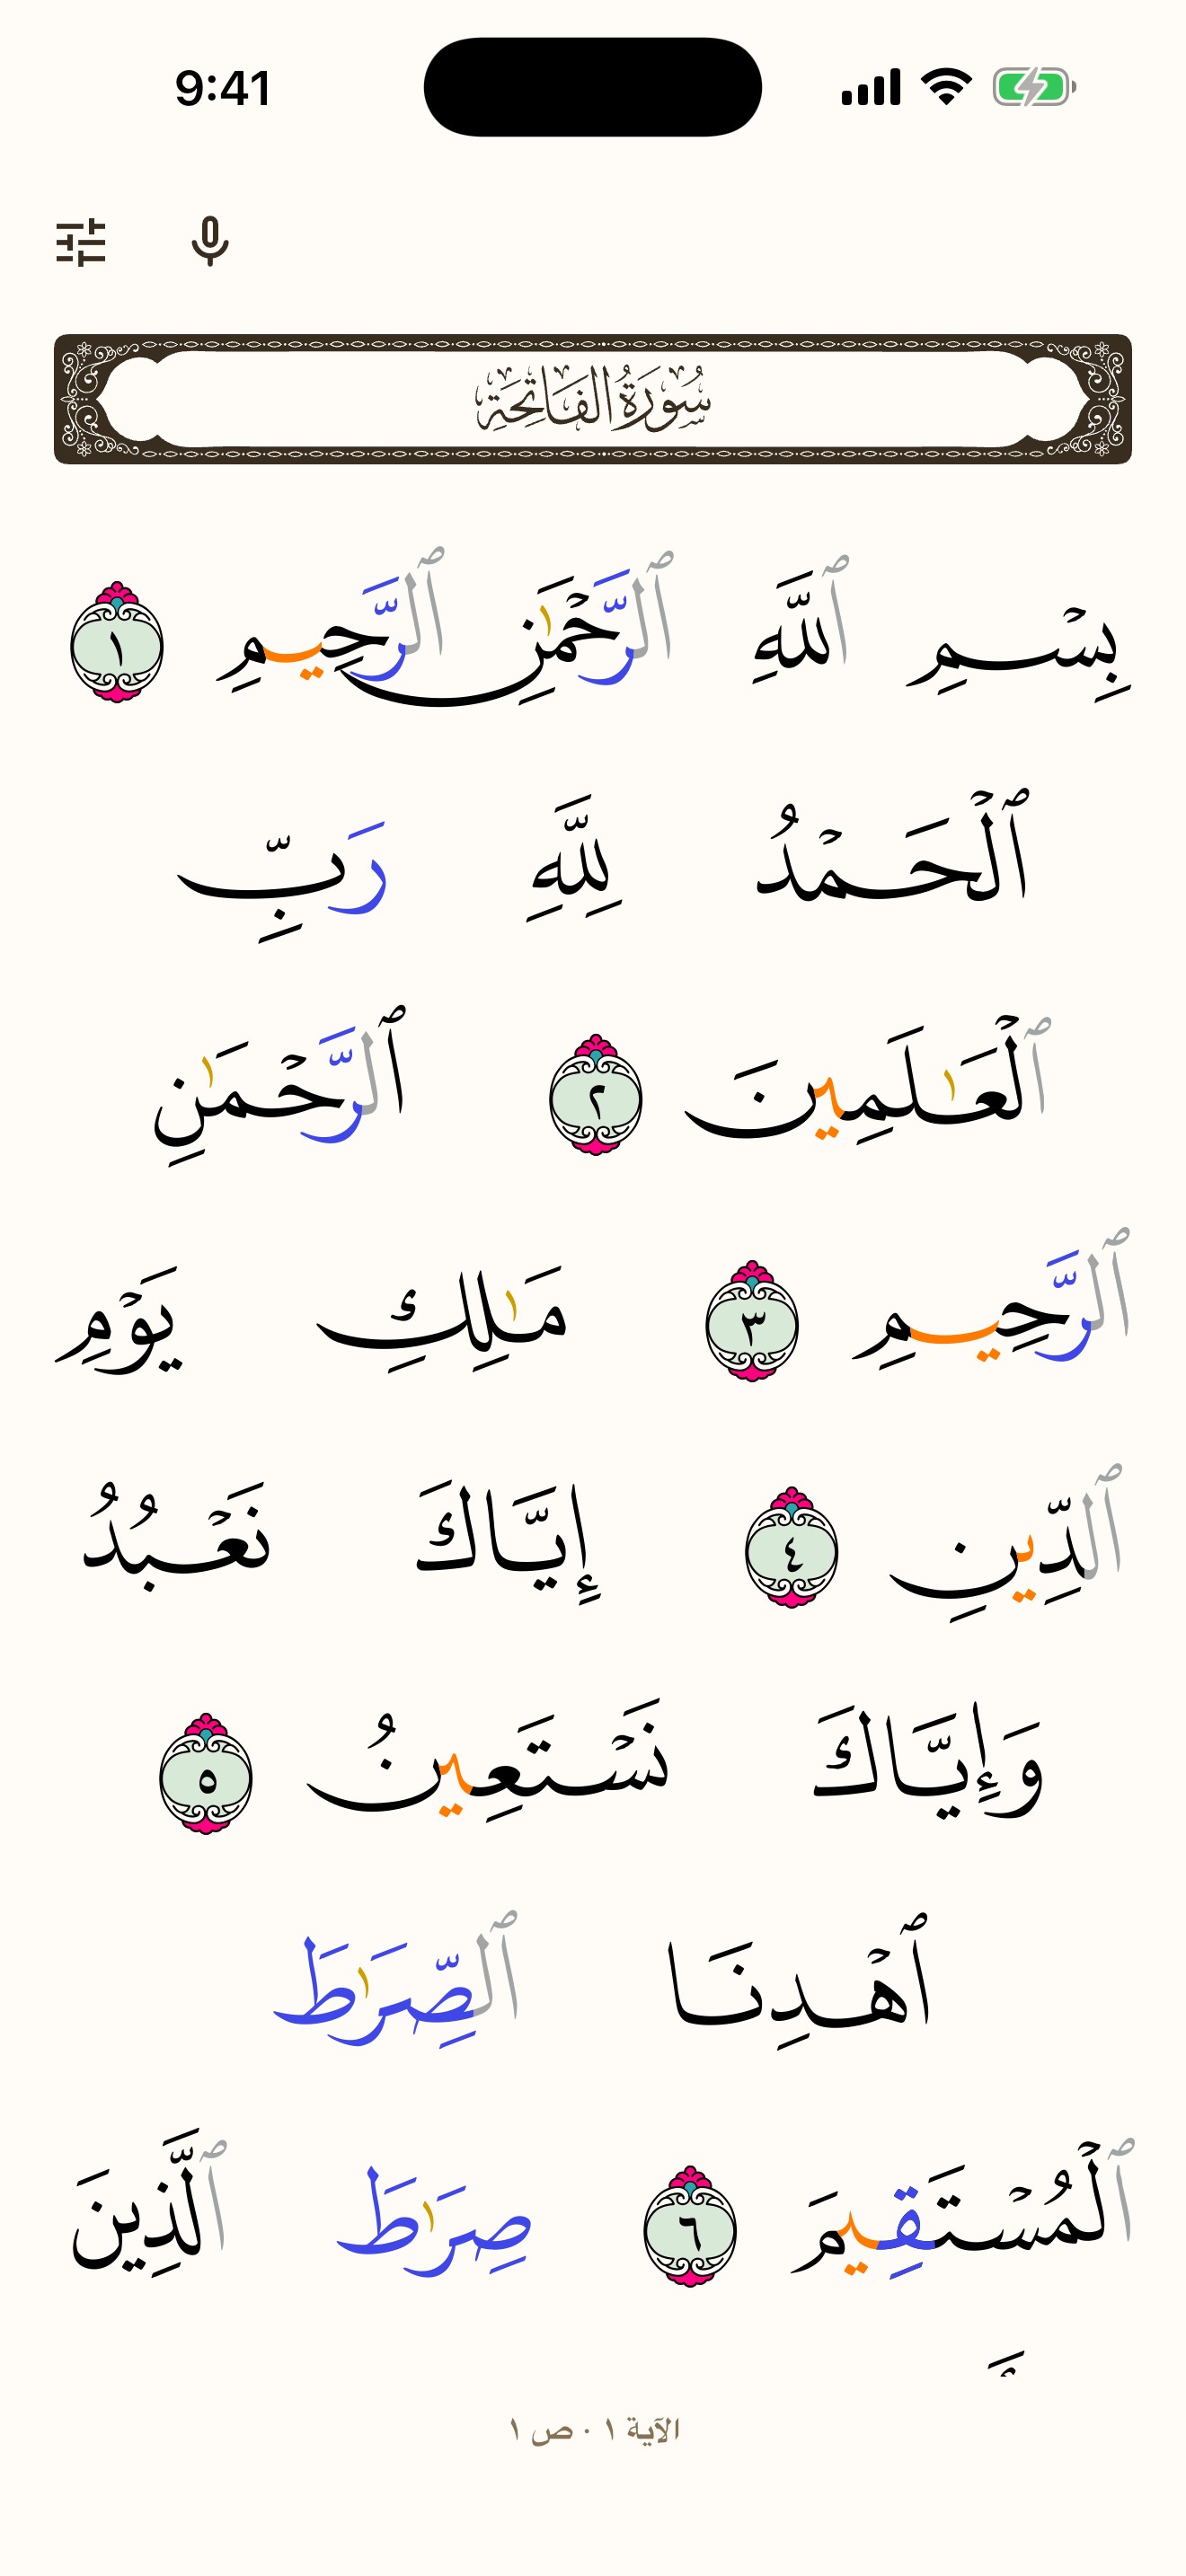 9:41
سُورَةُ الفَاتِحَةِ
بِسْمِ ٱللَّهِ ٱلرَّحْمَٰنِ ٱلرَّحِيمِ ١
ٱلْحَمْدُ لِلَّهِ رَبِّ
ٱلْعَٰلَمِينَ ٢ ٱلرَّحْمَٰنِ
ٱلرَّحِيمِ ٣ مَٰلِكِ يَوْمِ
ٱلدِّينِ ٤ إِيَّاكَ نَعْبُدُ
وَإِيَّاكَ نَسْتَعِينُ ٥
ٱهْدِنَا ٱلصِّرَٰطَ
ٱلْمُسْتَقِيمَ ٦ صِرَٰطَ ٱلَّذِينَ
الآية ١ · ص ١